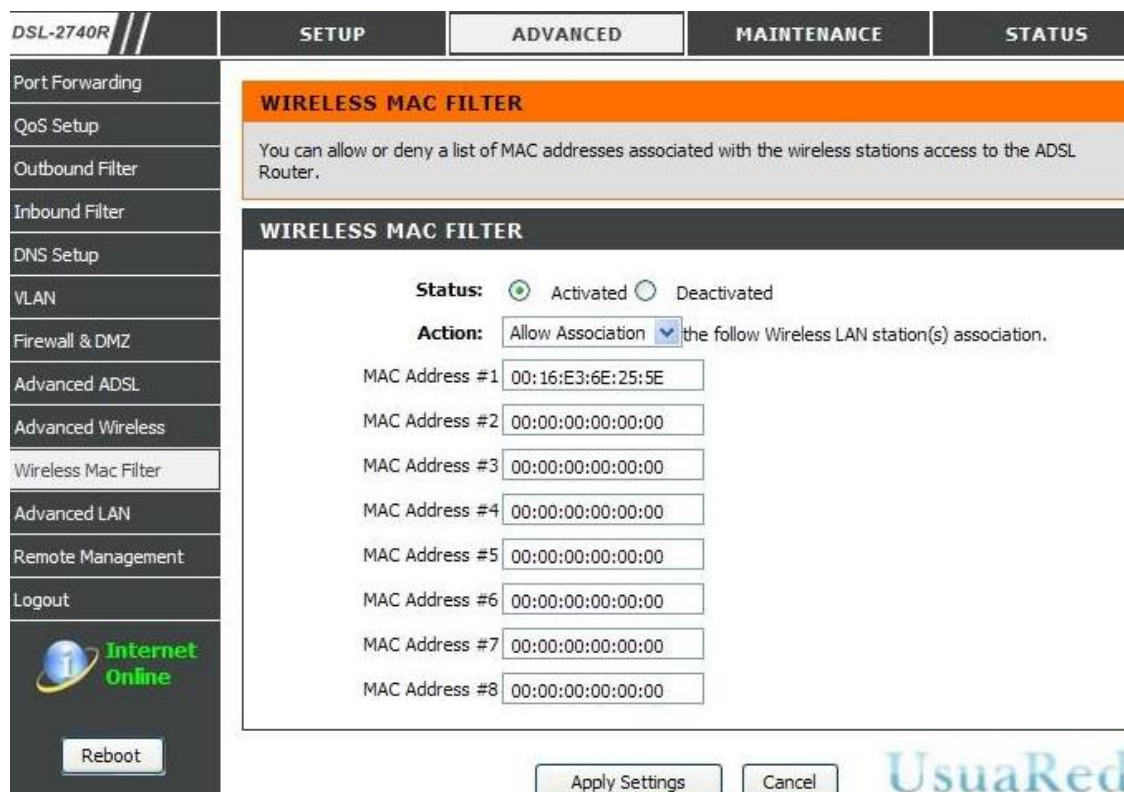 DSL-2740R
SETUP
ADVANCED
MAINTENANCE
STATUS
Port Forwarding
QoS Setup
Outbound Filter
Inbound Filter
DNS Setup
VLAN
Firewall & DMZ
Advanced ADSL
Advanced Wireless
Wireless Mac Filter
Advanced LAN
Remote Management
Logout
Internet
Online
Reboot
WIRELESS MAC FILTER
You can allow or deny a list of MAC addresses associated with the wireless stations access to the ADSL
Router.
WIRELESS MAC FILTER
Status: Activated Deactivated
Action: Allow Association the follow Wireless LAN station(s) association.
MAC Address #1 00:16:E3:6E:25:5E
MAC Address #2 00:00:00:00:00:00
MAC Address #3 00:00:00:00:00:00
MAC Address #4 00:00:00:00:00:00
MAC Address #5 00:00:00:00:00:00
MAC Address #6 00:00:00:00:00:00
MAC Address #7 00:00:00:00:00:00
MAC Address #8 00:00:00:00:00:00
Apply Settings Cancel
UsuaRed